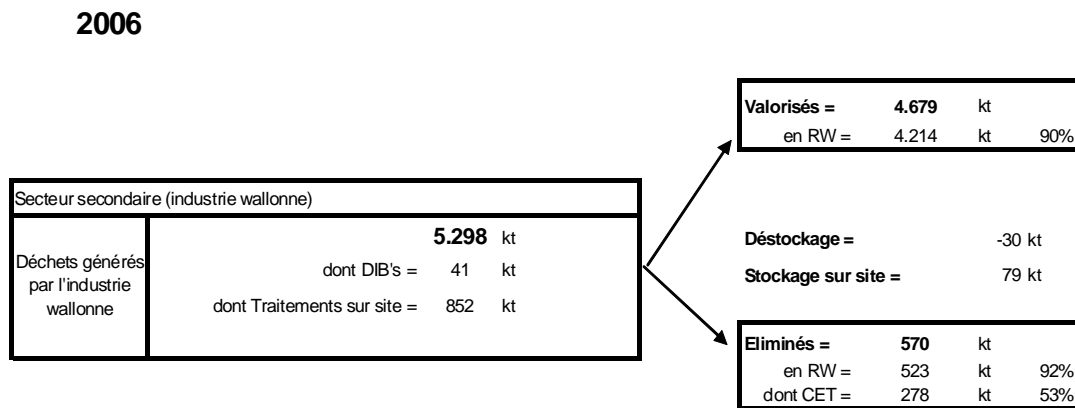 2006
Valorisés = 4.679 kt
en RW = 4.214 kt 90%
Secteur secondaire (industrie wallonne)
5.298 kt
Déchets générés
par l'industrie
wallonne
dont DIB's = 41 kt
dont Traitements sur site = 852 kt
Déstockage = -30 kt
Stockage sur site = 79 kt
Eliminés = 570 kt
en RW = 523 kt 92%
dont CET = 278 kt 53%